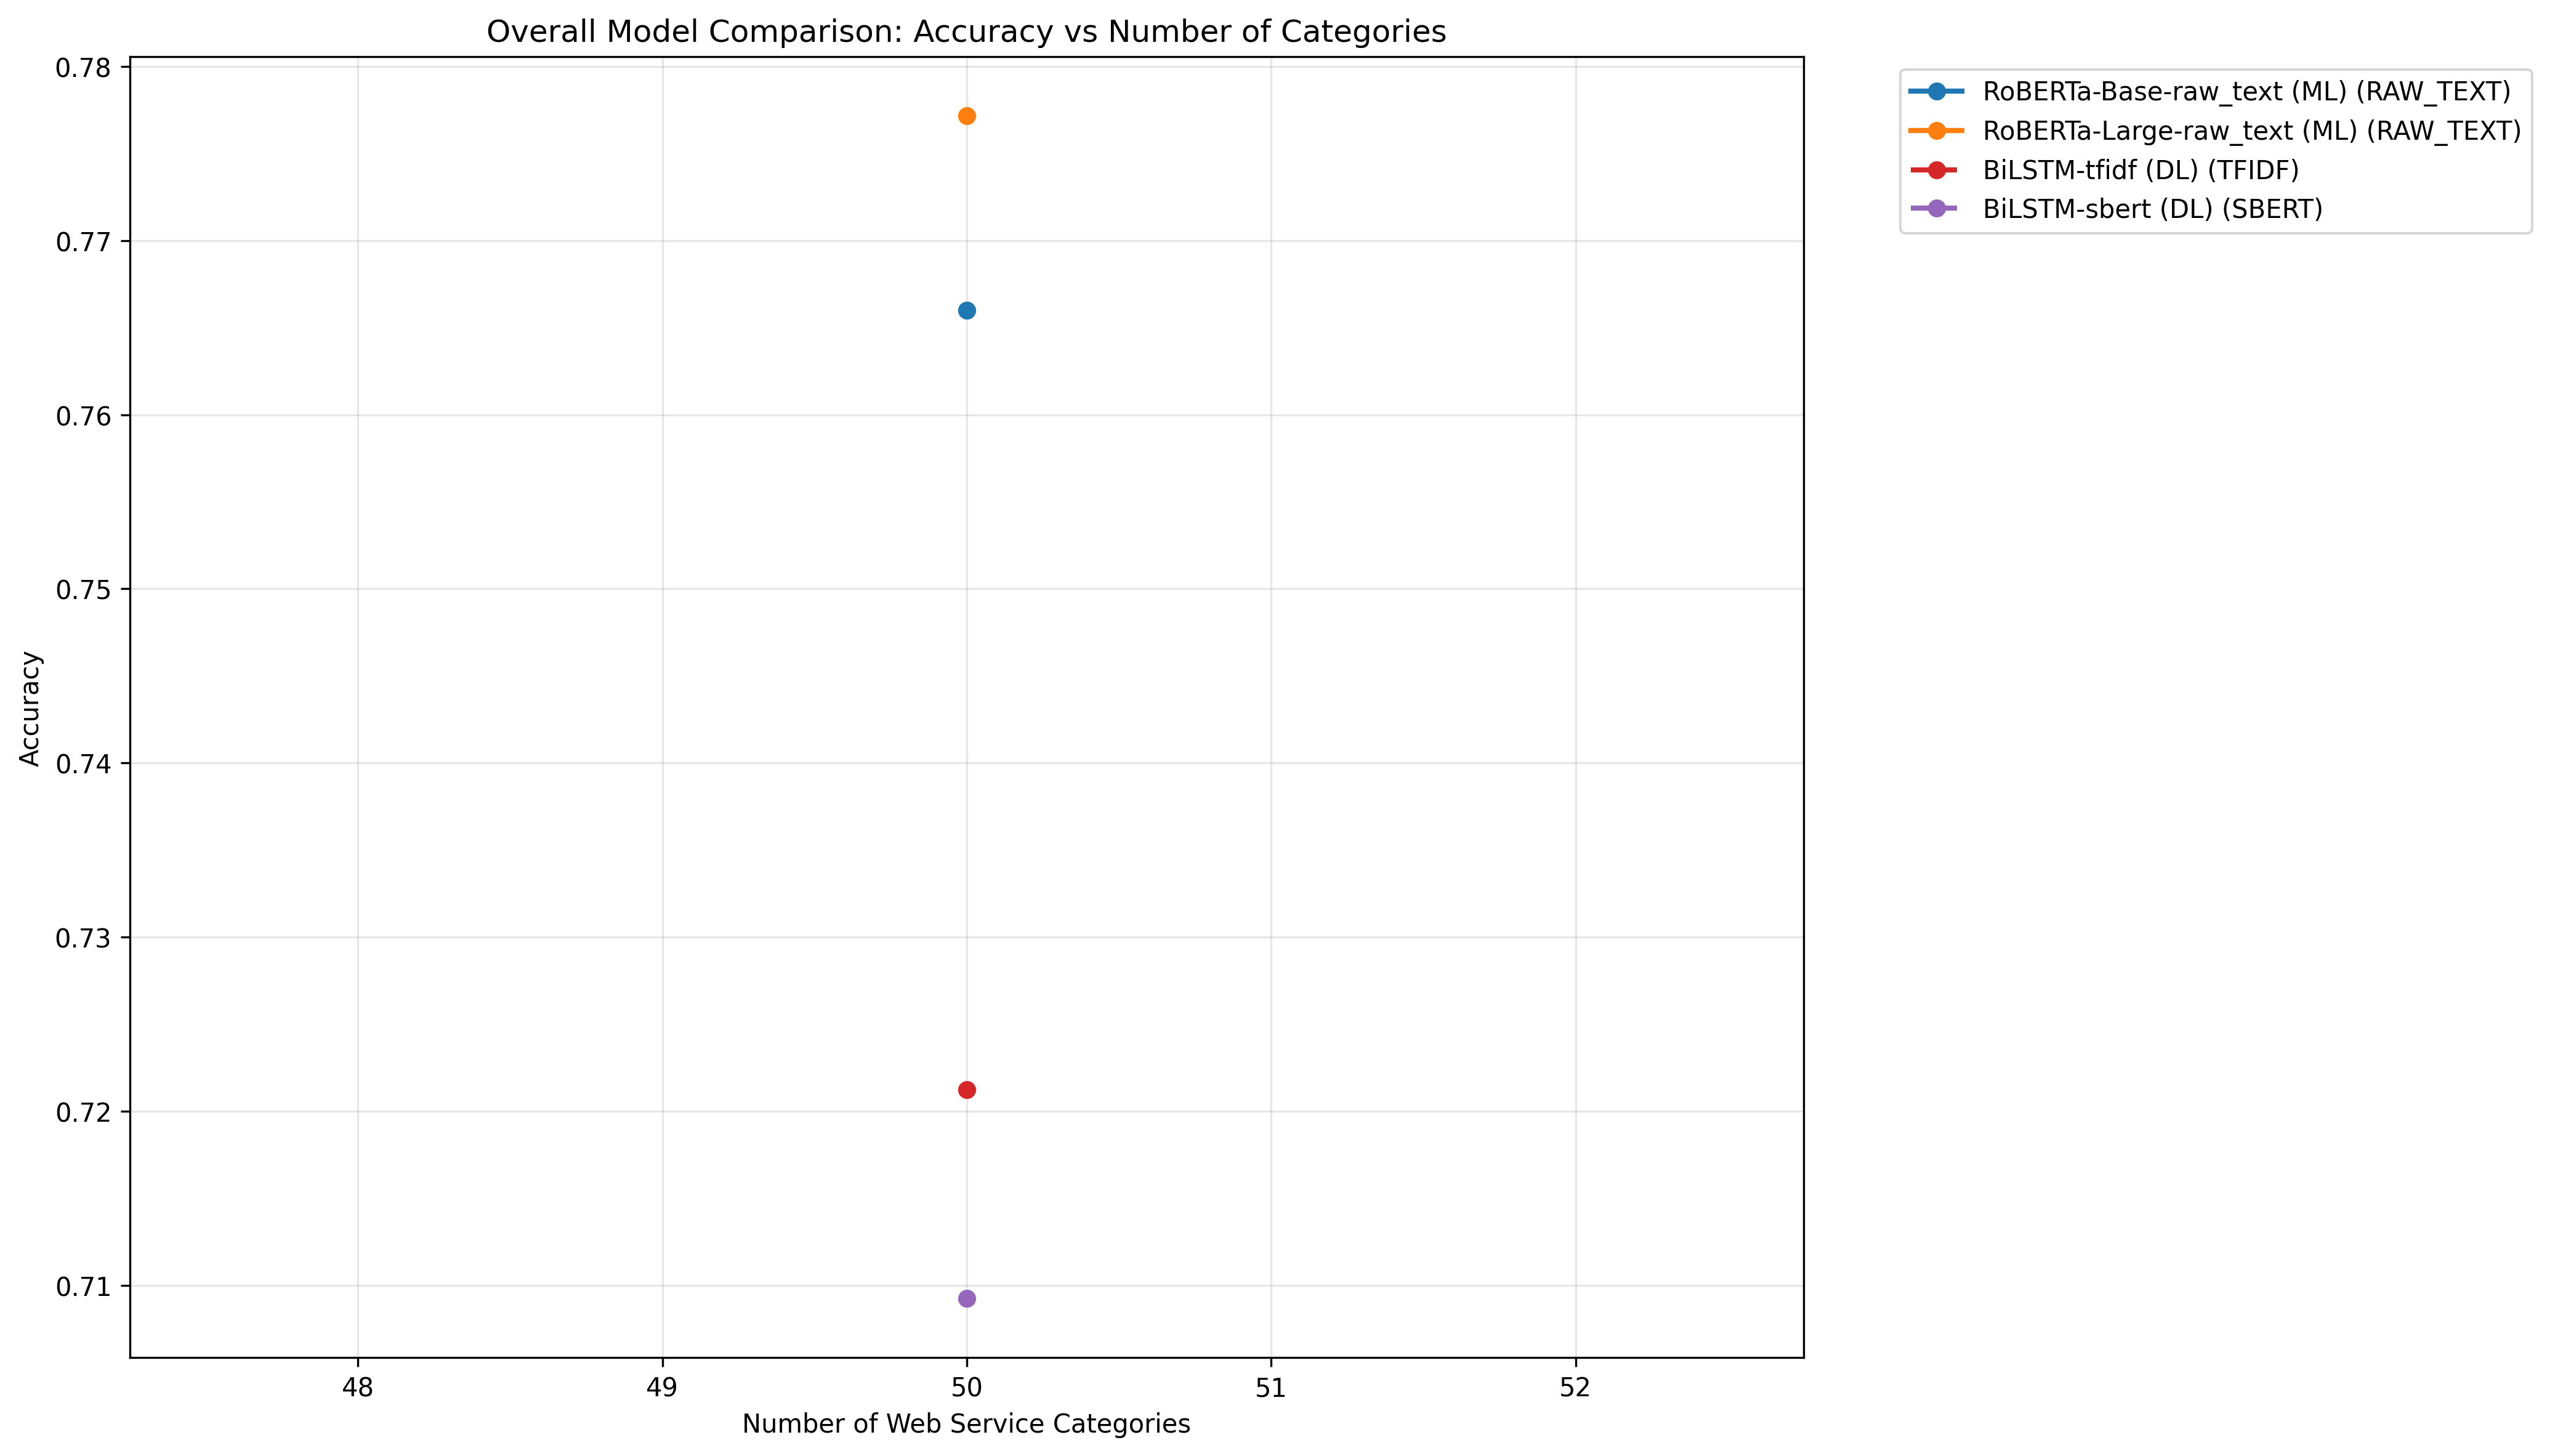 Overall Model Comparison: Accuracy vs Number of Categories
0.78
0.77
0.76
0.75
0.74
0.73
0.72
0.71
Accuracy
48 49 50 51 52
Number of Web Service Categories
RoBERTa-Base-raw_text (ML) (RAW_TEXT)
RoBERTa-Large-raw_text (ML) (RAW_TEXT)
BiLSTM-tfidf (DL) (TFIDF)
BiLSTM-sbert (DL) (SBERT)